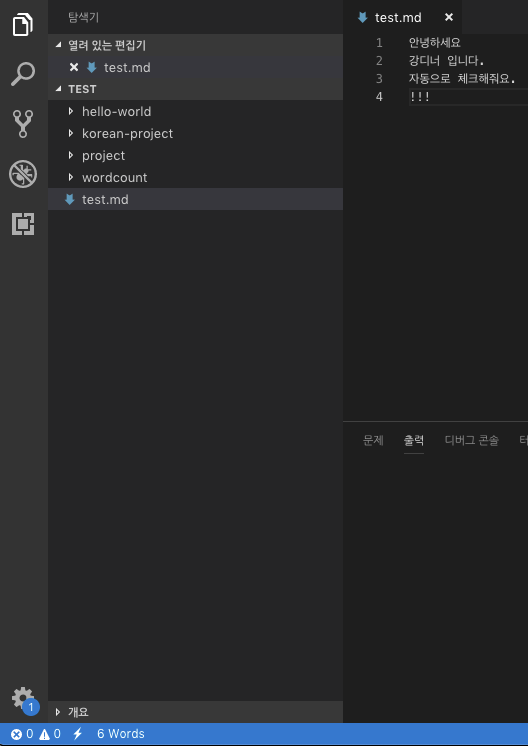 탐색기
열려 있는 편집기
test.md
TEST
hello-world
korean-project
project
wordcount
test.md
개요
test.md
1 안녕하세요
2 강디너 입니다.
3 자동으로 체크해줘요.
4 !!!
문제 출력 디버그 콘솔 터
1
0 0 6 Words